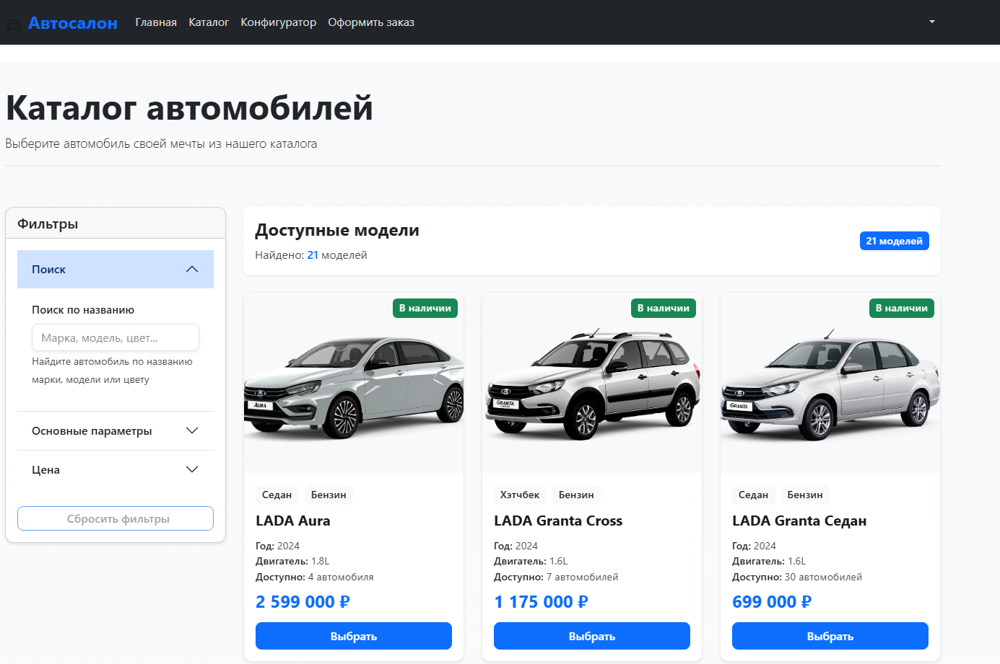 Автосалон Главная Каталог Конфигуратор Оформить заказ
Каталог автомобилей
Выберите автомобиль своей мечты из нашего каталога
Фильтры
Поиск
Поиск по названию
Марка, модель, цвет...
Найдите автомобиль по названию
марки, модели или цвету
Основные параметры
Цена
Сбросить фильтры
Доступные модели
Найдено: 21 моделей
21 моделей
В наличии
AURA
Седан Бензин
LADA Aura
Год: 2024
Двигатель: 1.8L
Доступно: 4 автомобиля
2 599 000 ₽
Выбрать
В наличии
GRANTA
CROSS
Хэтчбек Бензин
LADA Granta Cross
Год: 2024
Двигатель: 1.6L
Доступно: 7 автомобилей
1 175 000 ₽
Выбрать
В наличии
GRANTA
Седан Бензин
LADA Granta Седан
Год: 2024
Двигатель: 1.6L
Доступно: 30 автомобилей
699 000 ₽
Выбрать